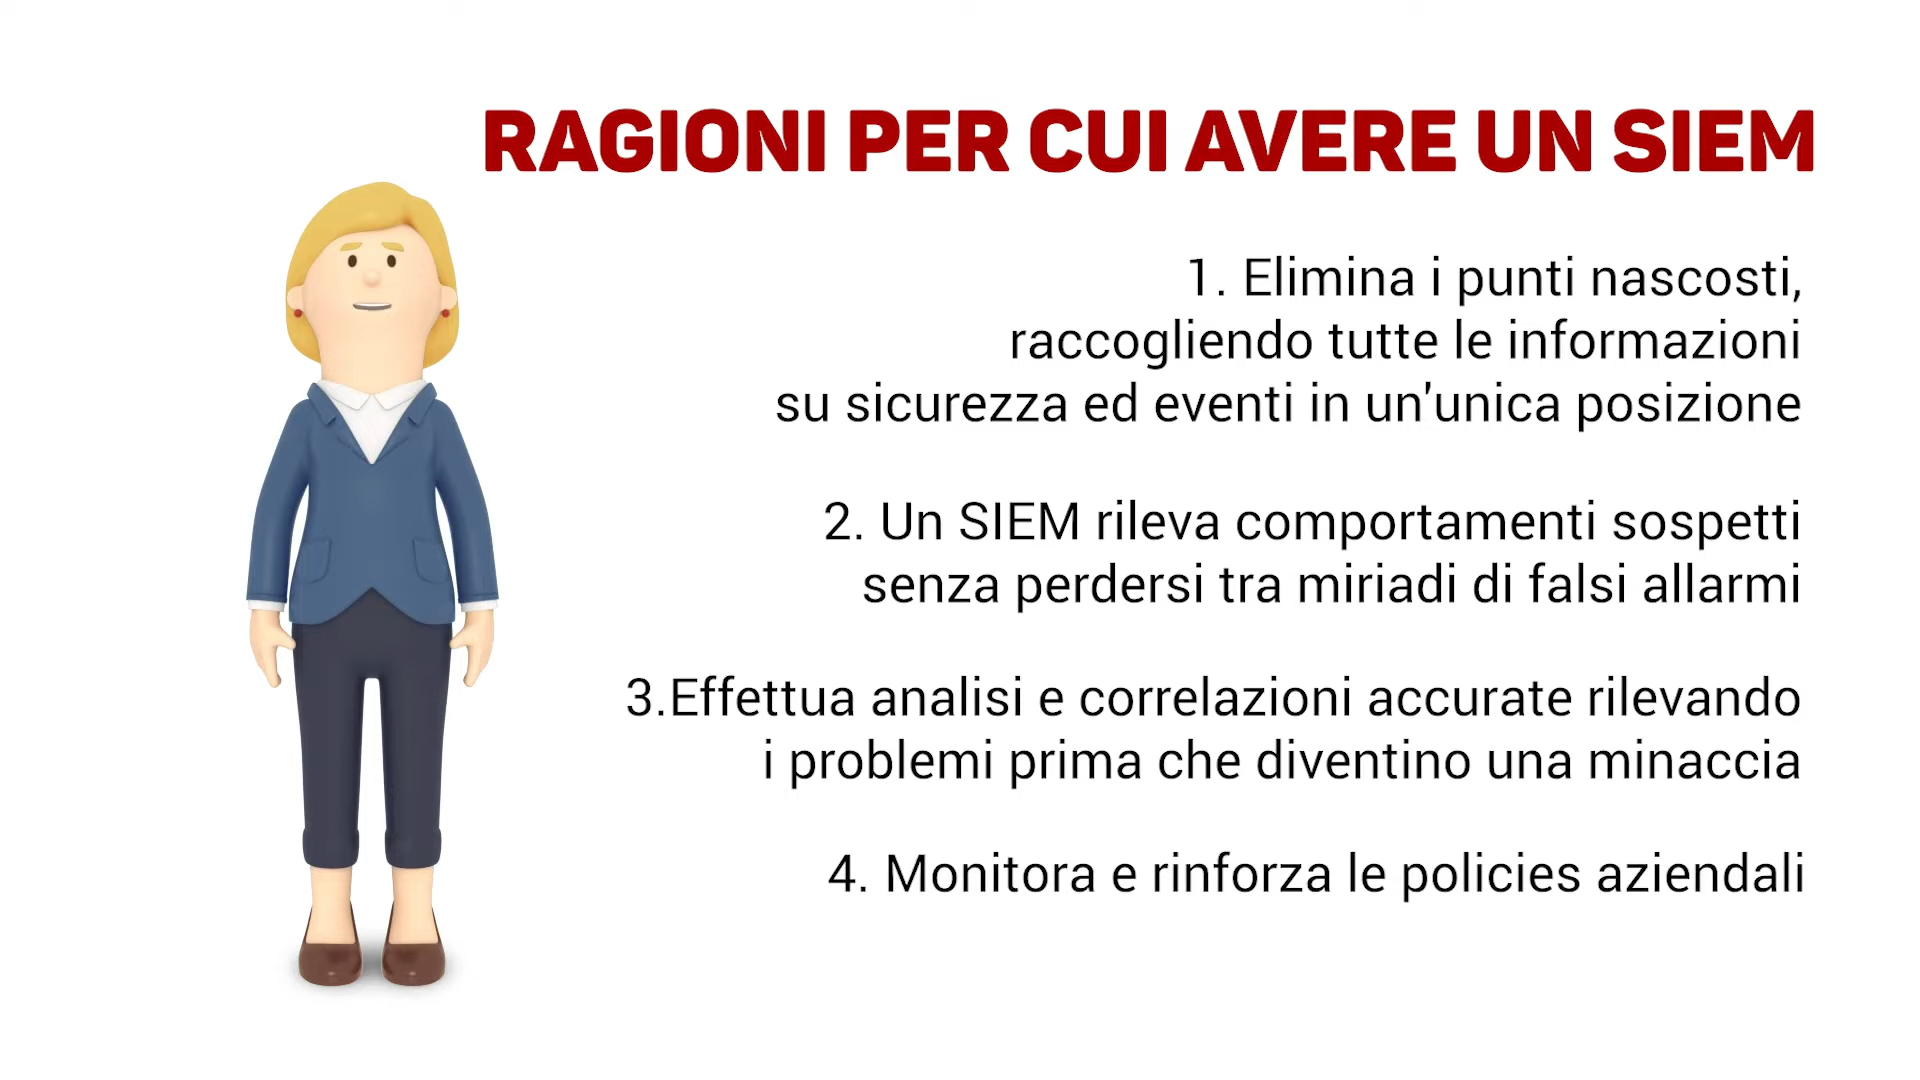 RAGIONI PER CUI AVERE UN SIEM
1. Elimina i punti nascosti,
raccogliendo tutte le informazioni
su sicurezza ed eventi in un'unica posizione
2. Un SIEM rileva comportamenti sospetti
senza perdersi tra miriadi di falsi allarmi
3.Effettua analisi e correlazioni accurate rilevando
i problemi prima che diventino una minaccia
4. Monitora e rinforza le policies aziendali